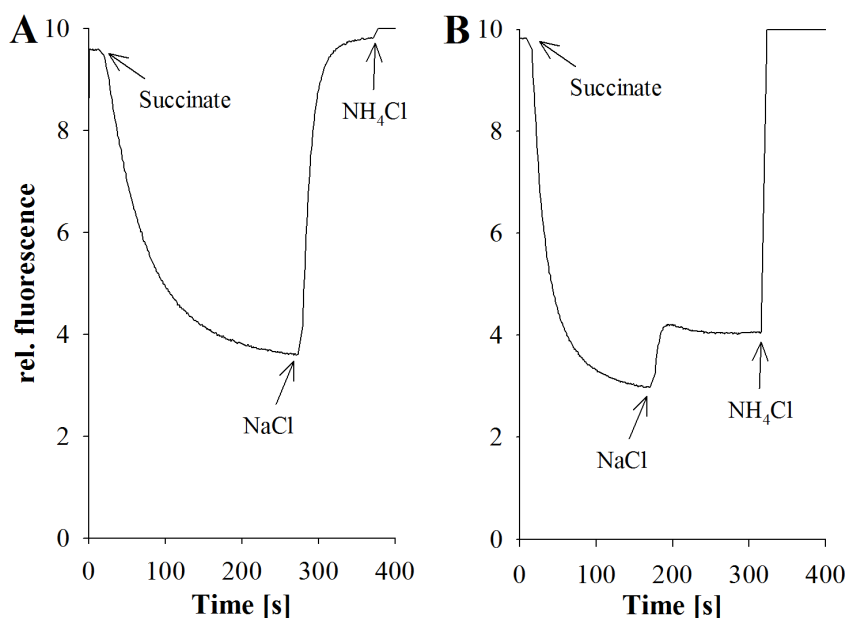 A
10
8
6
4
2
0
rel. fluorescence
Succinate
NaCl
NH₄Cl
0 100 200 300 400
Time [s]
B
10
8
6
4
2
0
Succinate
NaCl
NH₄Cl
0 100 200 300 400
Time [s]